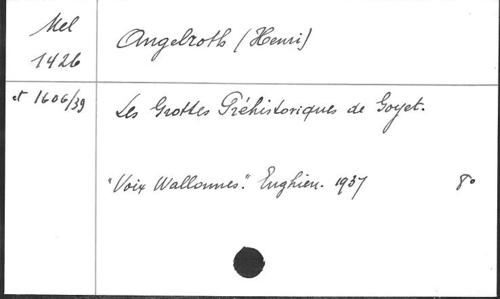 Mel
1426
Angelroth (Henri)
et 1606/39
Les Grottes Préhistoriques de Goyet.
"Voix Wallonnes". Enghien. 1937 8°